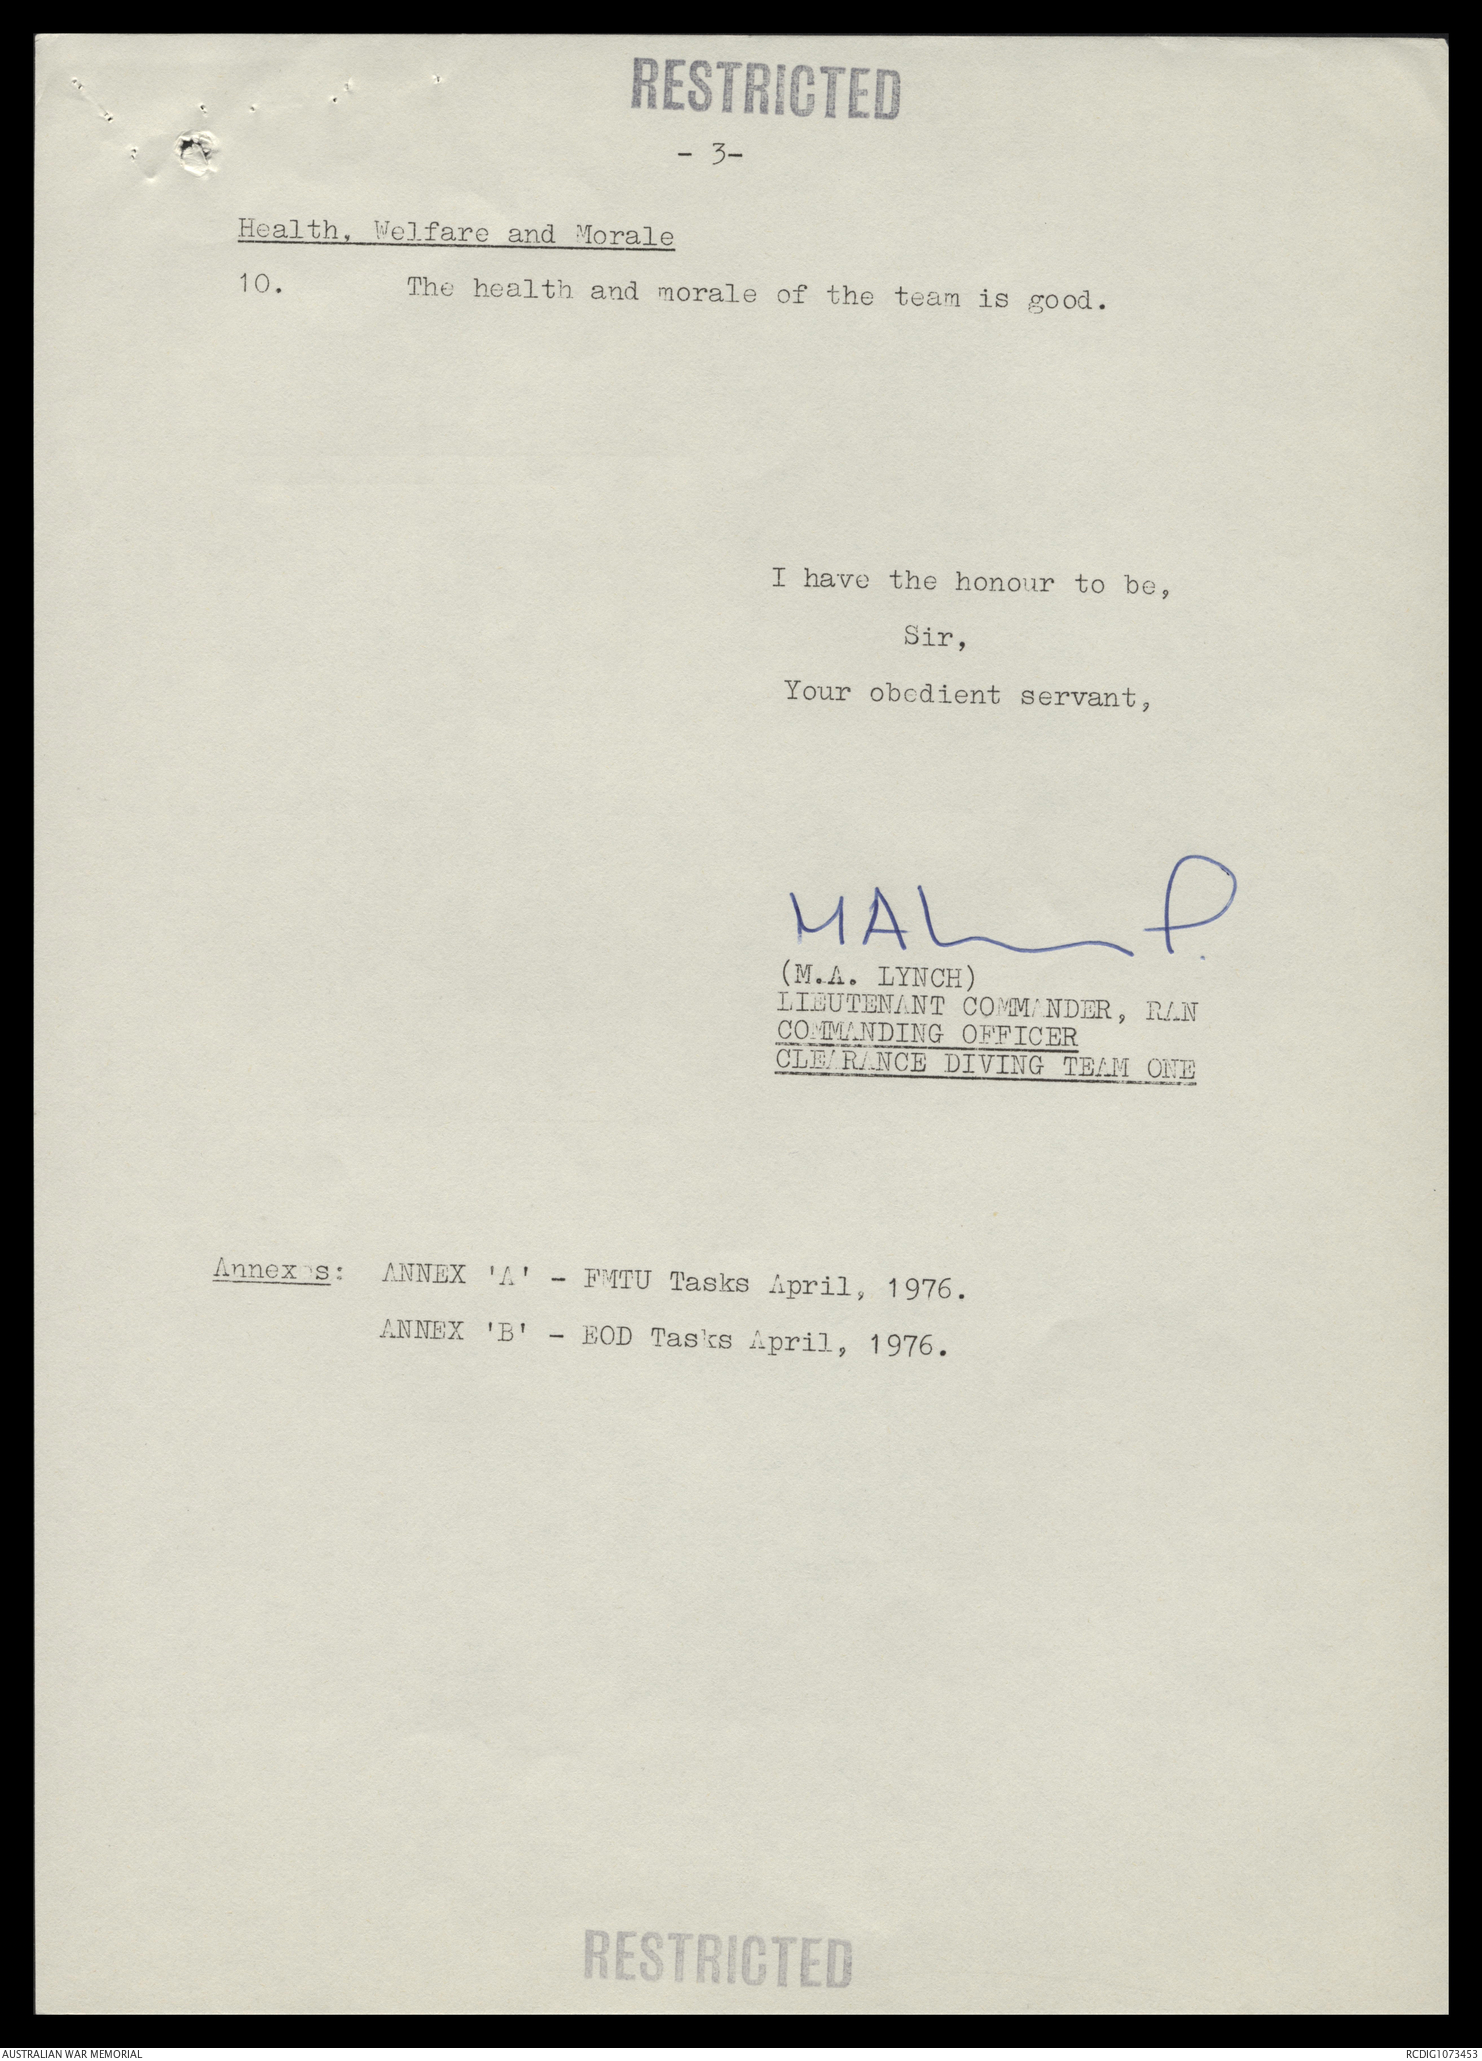 RESTRICTED
- 3-
Health, Welfare and Morale
10. The health and morale of the team is good.
I have the honour to be,
Sir,
Your obedient servant,
(M.A. LYNCH)
LIEUTENANT COMMANDER, RAN
COMMANDING OFFICER
CLEARANCE DIVING TEAM ONE
Annexes: ANNEX 'A' - FMTU Tasks April, 1976.
ANNEX 'B' - EOD Tasks April, 1976.
RESTRICTED
AUSTRALIAN WAR MEMORIAL
RCDIG1073453